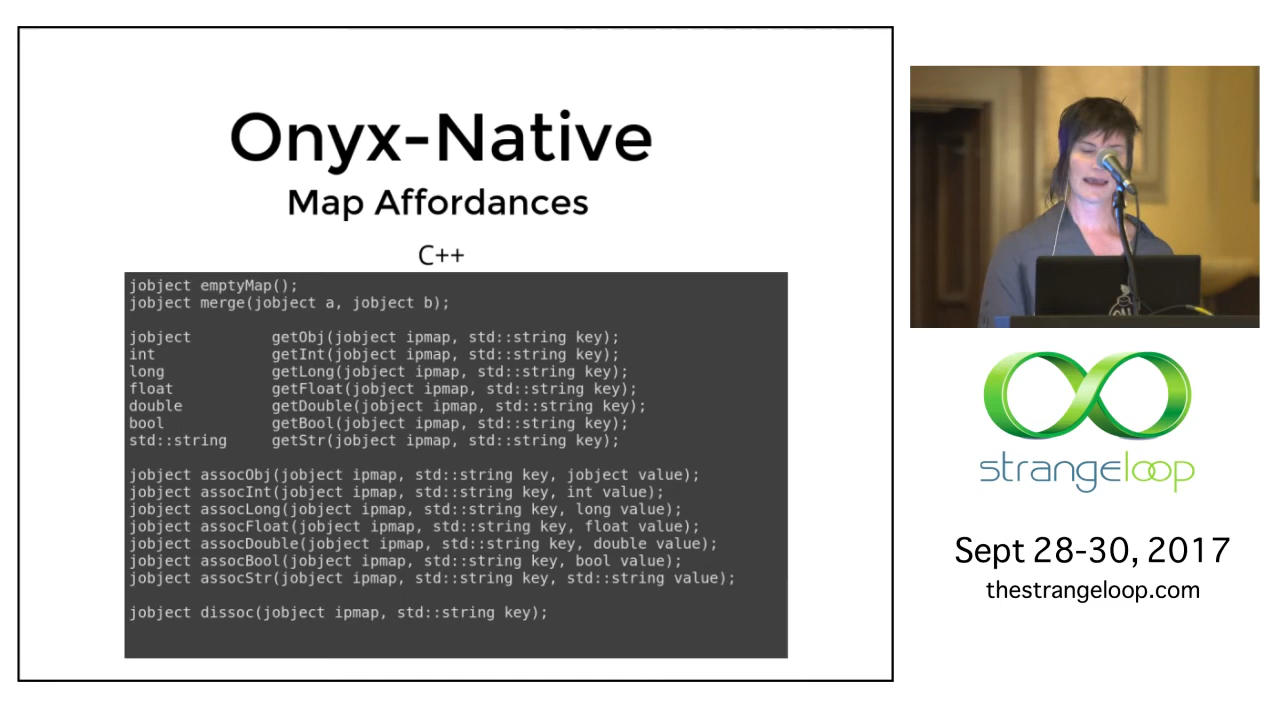 Onyx-Native
Map Affordances
C++
jobject emptyMap();
jobject merge(jobject a, jobject b);
jobject getObj(jobject ipmap, std::string key);
int getInt(jobject ipmap, std::string key);
long getLong(jobject ipmap, std::string key);
float getFloat(jobject ipmap, std::string key);
double getDouble(jobject ipmap, std::string key);
bool getBool(jobject ipmap, std::string key);
std::string getStr(jobject ipmap, std::string key);
jobject assocObj(jobject ipmap, std::string key, jobject value);
jobject assocInt(jobject ipmap, std::string key, int value);
jobject assocLong(jobject ipmap, std::string key, long value);
jobject assocFloat(jobject ipmap, std::string key, float value);
jobject assocDouble(jobject ipmap, std::string key, double value);
jobject assocBool(jobject ipmap, std::string key, bool value);
jobject assocStr(jobject ipmap, std::string key, std::string value);
jobject dissoc(jobject ipmap, std::string key);
strangeloop
Sept 28-30, 2017
thestrangeloop.com